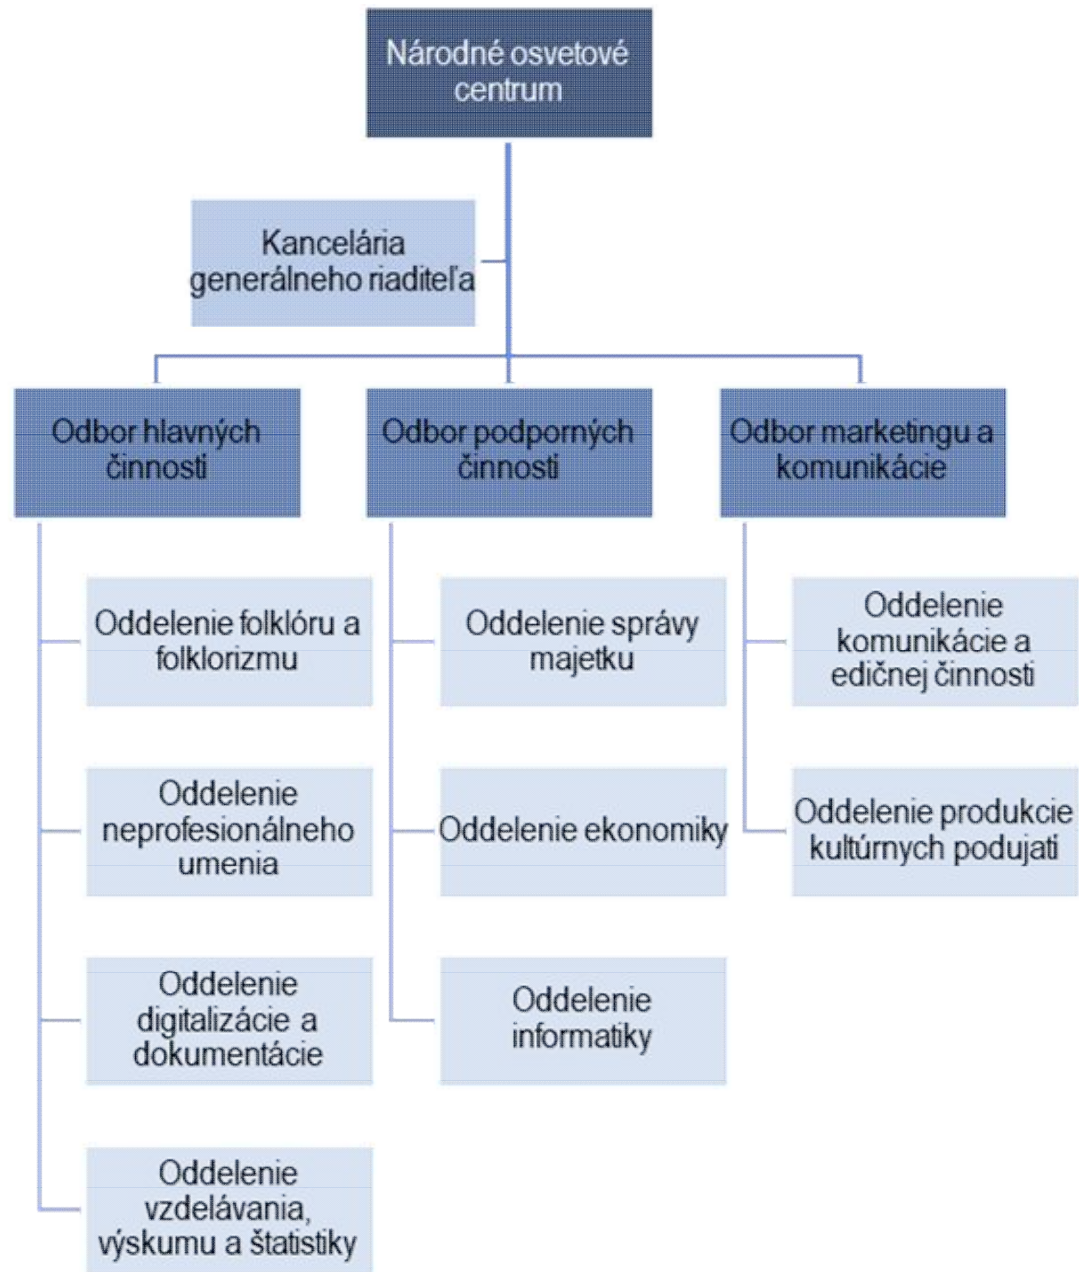 Národné osvetové
centrum
Kancelária
generálneho riaditeľa
Odbor hlavných
činností
Odbor podporných
činností
Odbor marketingu a
komunikácie
Oddelenie folklóru a
folklorizmu
Oddelenie
neprofesionálneho
umenia
Oddelenie
digitalizácie a
dokumentácie
Oddelenie
vzdelávania,
výskumu a štatistiky
Oddelenie správy
majetku
Oddelenie ekonomiky
Oddelenie
informatiky
Oddelenie
komunikácie a
edičnej činnosti
Oddelenie produkcie
kultúrnych podujatí